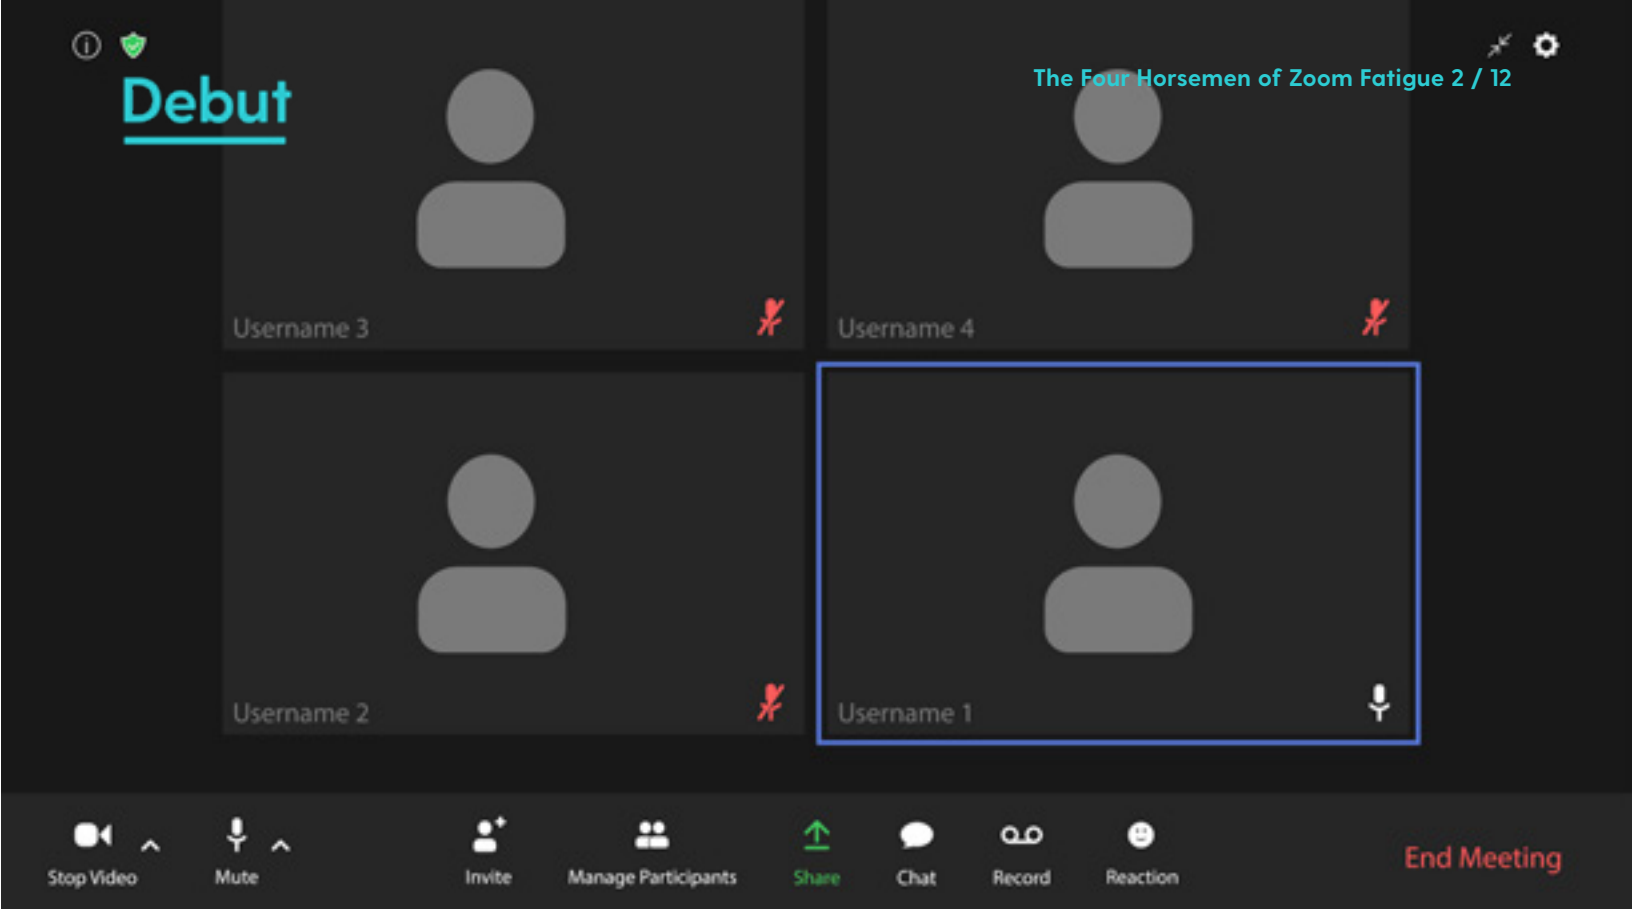 Debut
The Four Horsemen of Zoom Fatigue 2 / 12
Username 3
Username 4
Username 2
Username 1
Stop Video
Mute
Invite
Manage Participants
Share
Chat
Record
Reaction
End Meeting